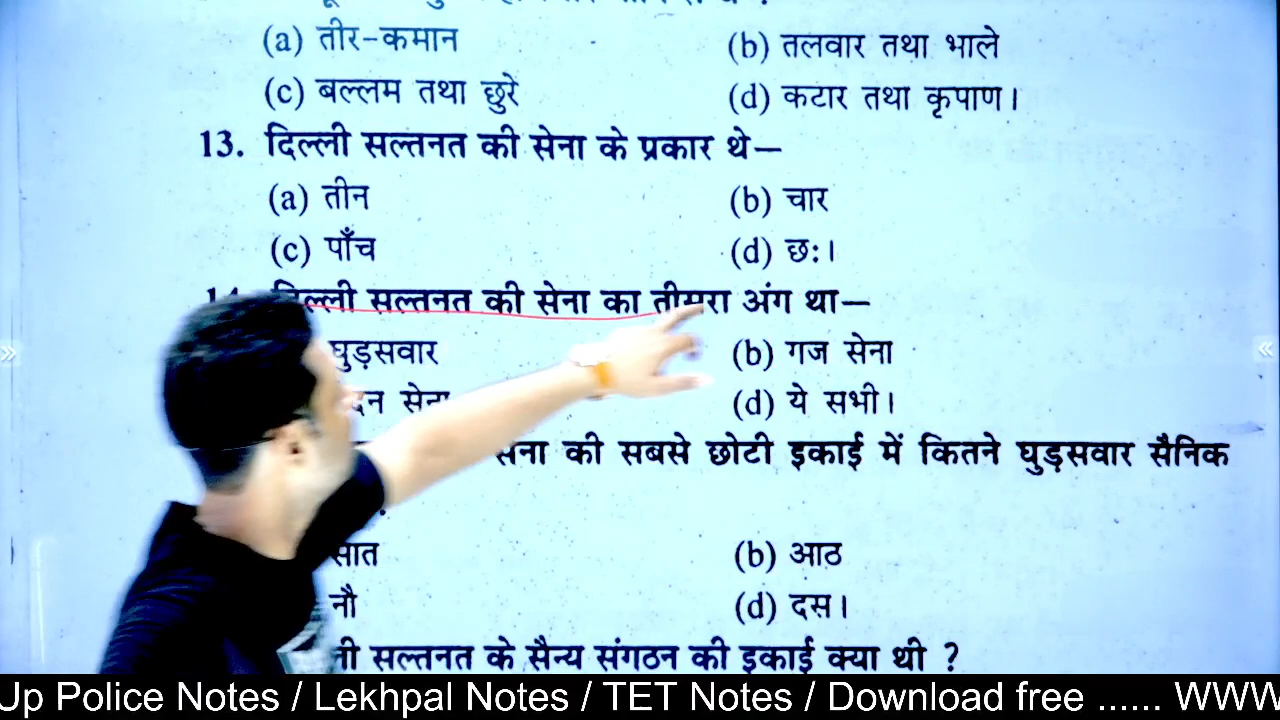 (a) तीर-कमान (b) तलवार तथा भाले
(c) बल्लम तथा छुरे (d) कटार तथा कृपाण।
13. दिल्ली सल्तनत की सेना के प्रकार थे—
(a) तीन (b) चार
(c) पाँच (d) छः।
दिल्ली सल्तनत की सेना का तीसरा अंग था—
घुड़सवार (b) गज सेना
सेना (d) ये सभी।
सेना की सबसे छोटी इकाई में कितने घुड़सवार सैनिक
सात (b) आठ
नौ (d) दस।
सल्तनत के सैन्य संगठन की इकाई क्या थी ?
Jp Police Notes / Lekhpal Notes / TET Notes / Download free ...... WWW